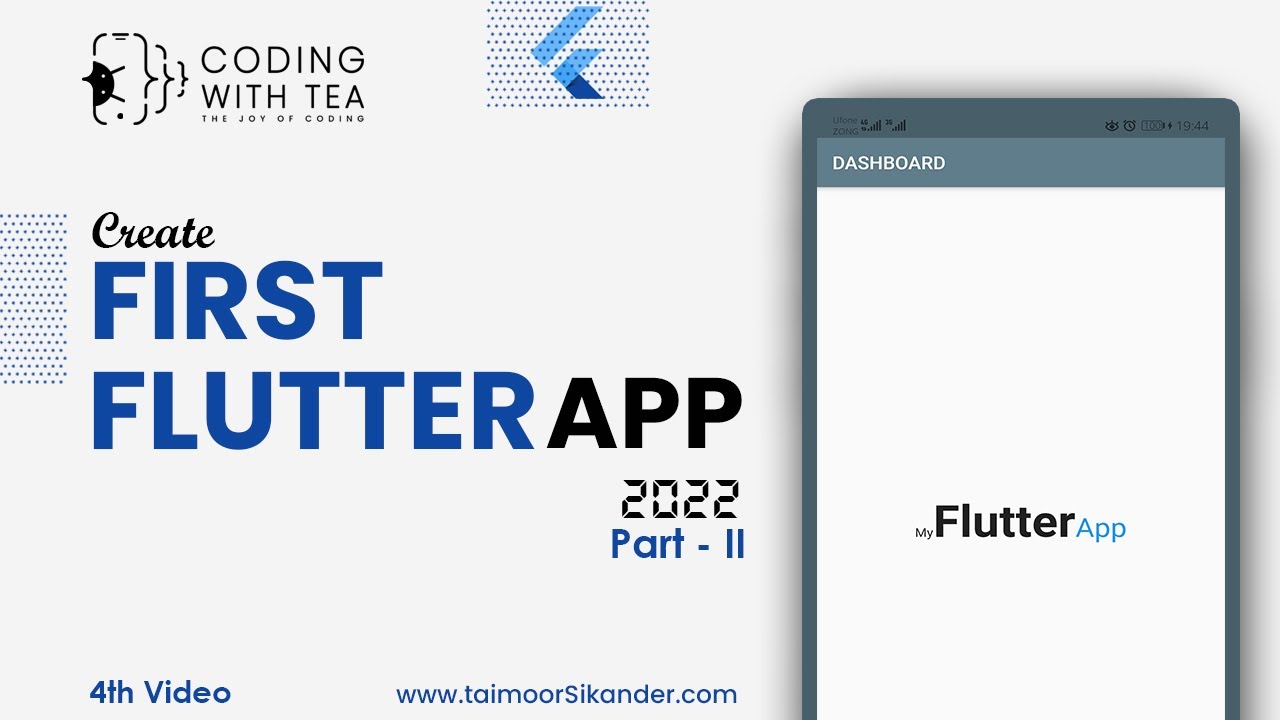 CODING
WITH TEA
THE JOY OF CODING
Create
FIRST
FLUTTER APP
2022
Part - II
4th Video
www.taimoorSikander.com
Ufone 4G 3G
ZONG
100 19:44
DASHBOARD
My Flutter App